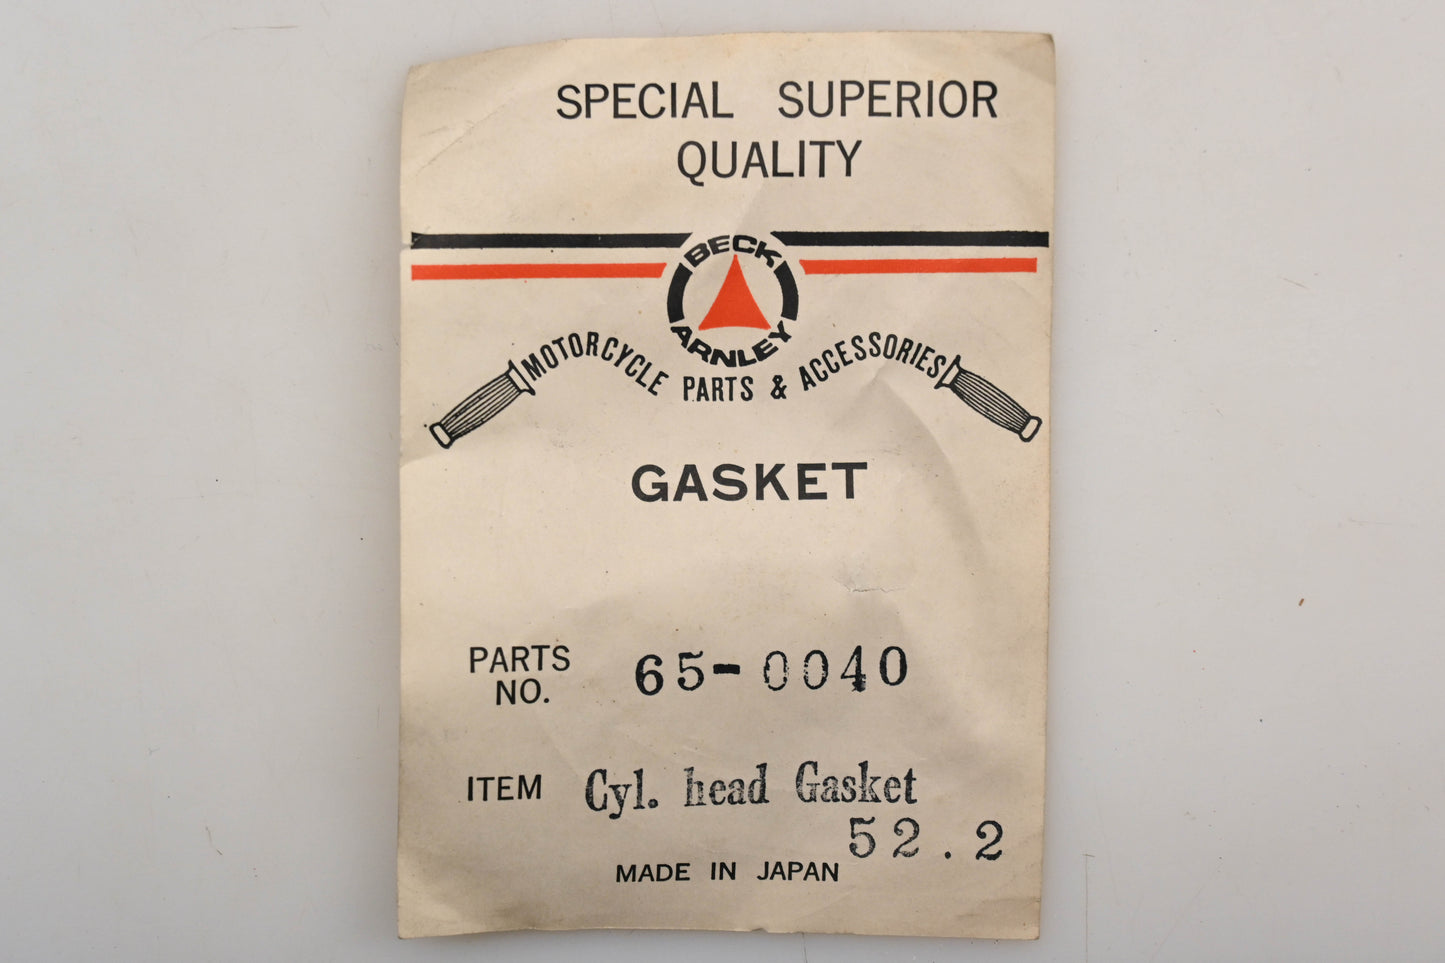 SPECIAL SUPERIOR
QUALITY
BECK
ARNLEY
MOTORCYCLE PARTS & ACCESSORIES
GASKET
PARTS
NO.
65-0040
ITEM
Cyl. head Gasket
52.2
MADE IN JAPAN